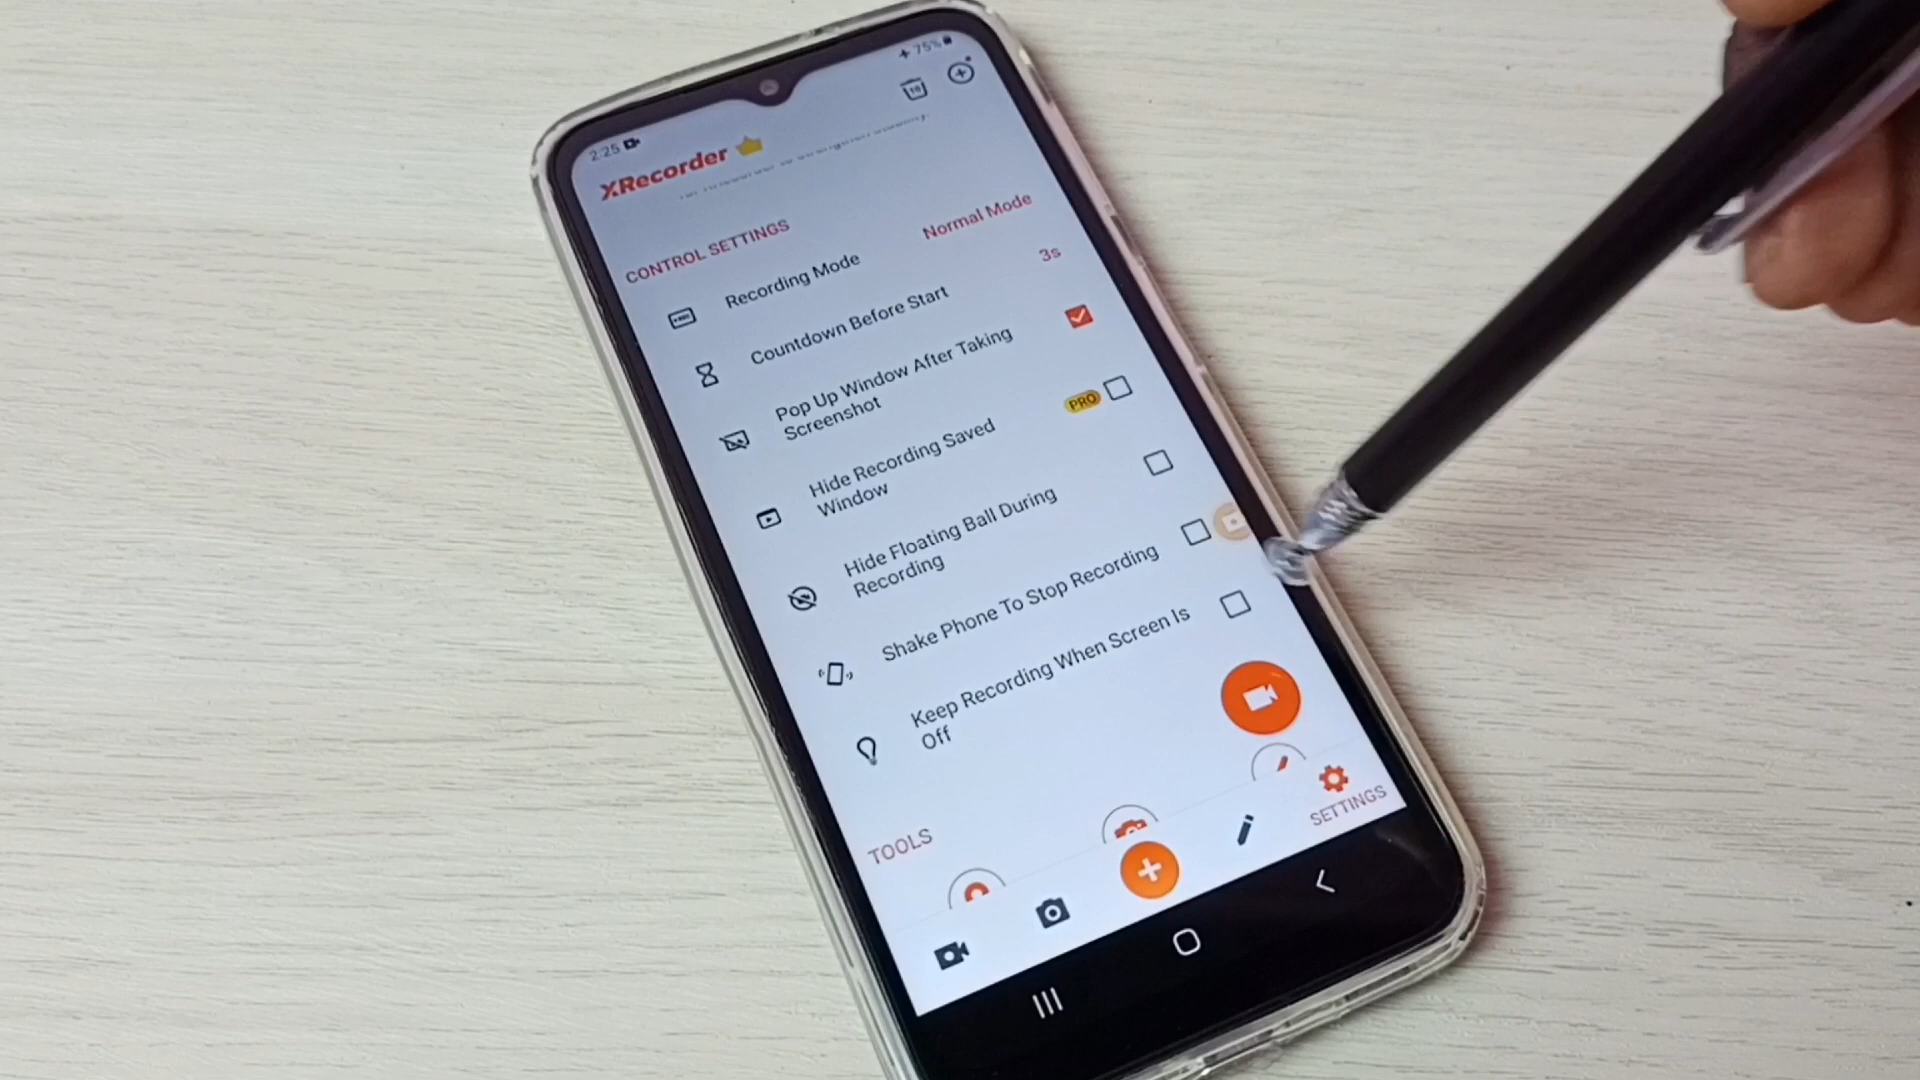 2:25
75%
XRecorder
CONTROL SETTINGS
Recording Mode
Normal Mode
Countdown Before Start
3s
Pop Up Window After Taking
Screenshot
Hide Recording Saved
Window
PRO
Hide Floating Ball During
Recording
Shake Phone To Stop Recording
Keep Recording When Screen Is
Off
TOOLS
SETTINGS